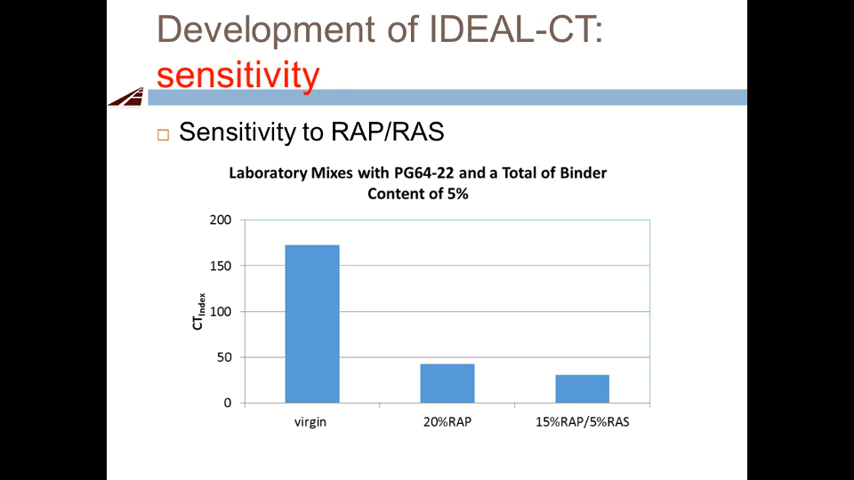 Development of IDEAL-CT:
sensitivity
Sensitivity to RAP/RAS
Laboratory Mixes with PG64-22 and a Total of Binder
Content of 5%
200
150
100
50
0
CTIndex
virgin
20%RAP
15%RAP/5%RAS